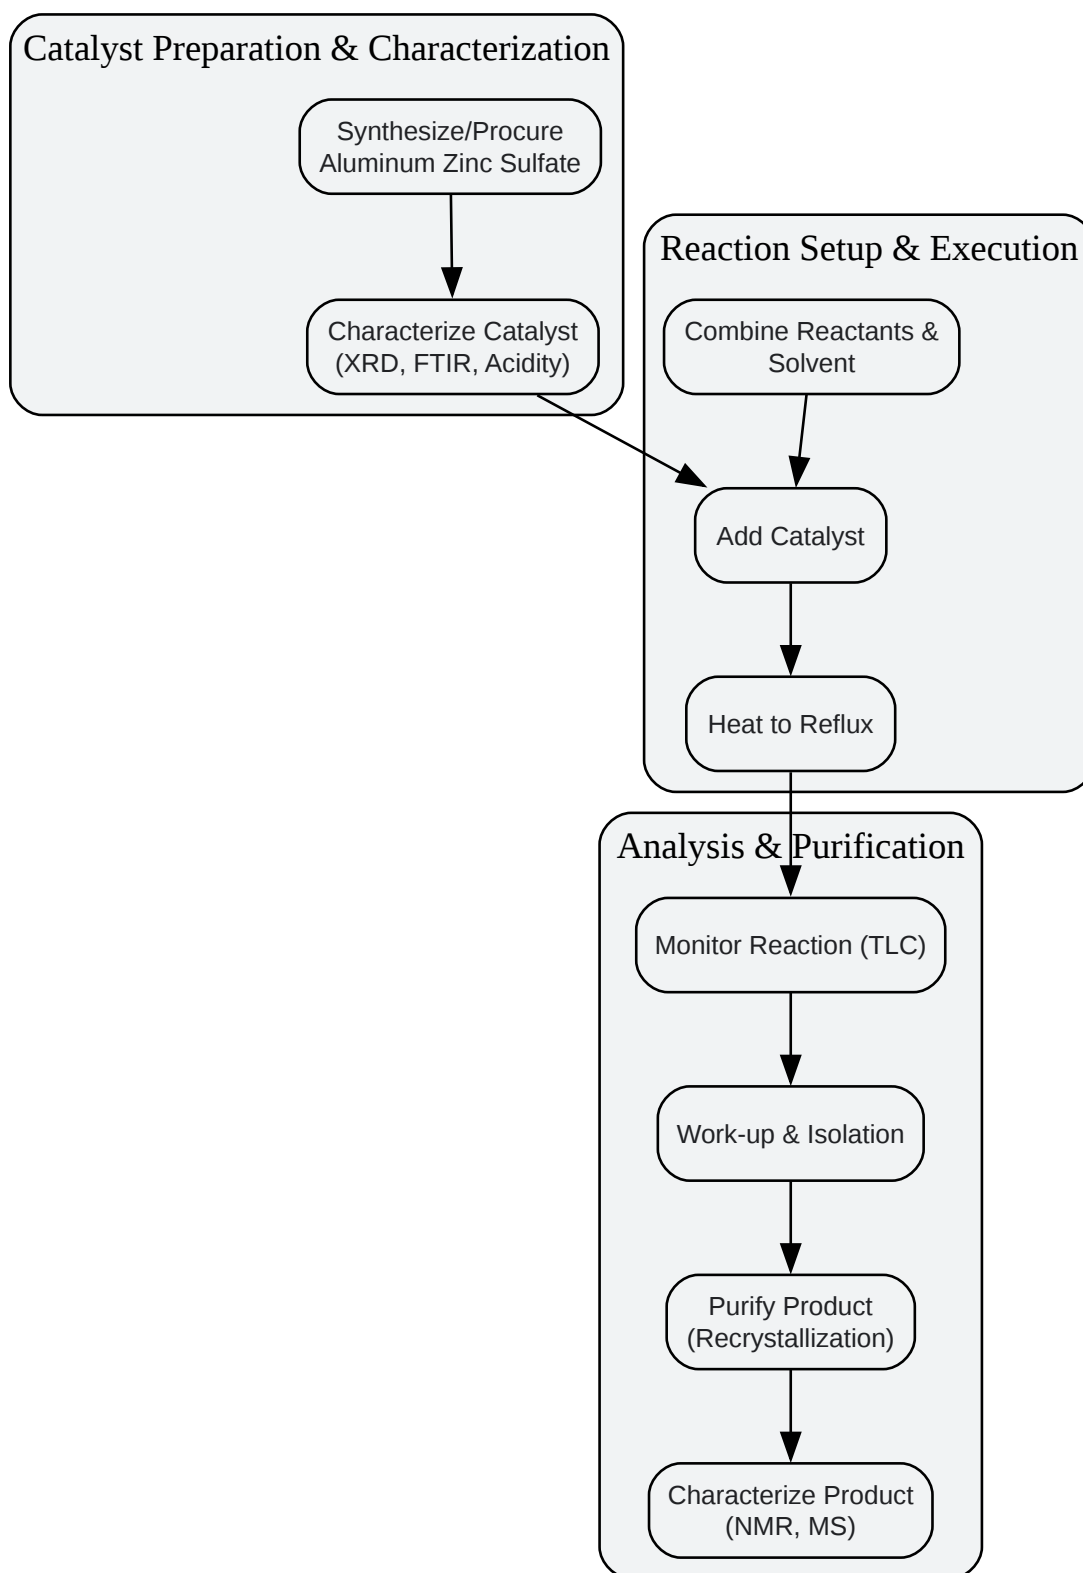 Catalyst Preparation & Characterization
Synthesize/Procure
Aluminum Zinc Sulfate
Characterize Catalyst
(XRD, FTIR, Acidity)
Reaction Setup & Execution
Combine Reactants &
Solvent
Add Catalyst
Heat to Reflux
Analysis & Purification
Monitor Reaction (TLC)
Work-up & Isolation
Purify Product
(Recrystallization)
Characterize Product
(NMR, MS)